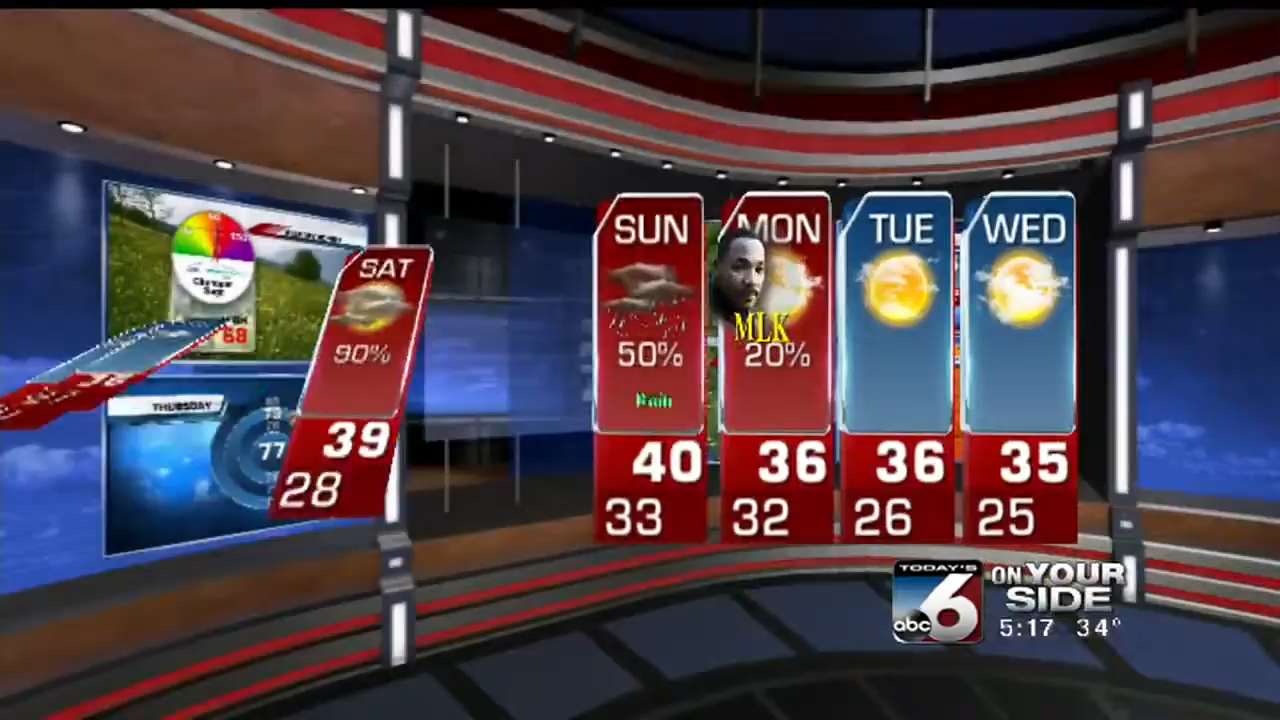 SAT
90%
39
28
SUN
50%
Rain
40
33
MON
MLK
20%
36
32
TUE
36
26
WED
35
25
THURSDAY
77
68
TODAY'S
abc 6
ON YOUR
SIDE
5:17 34°